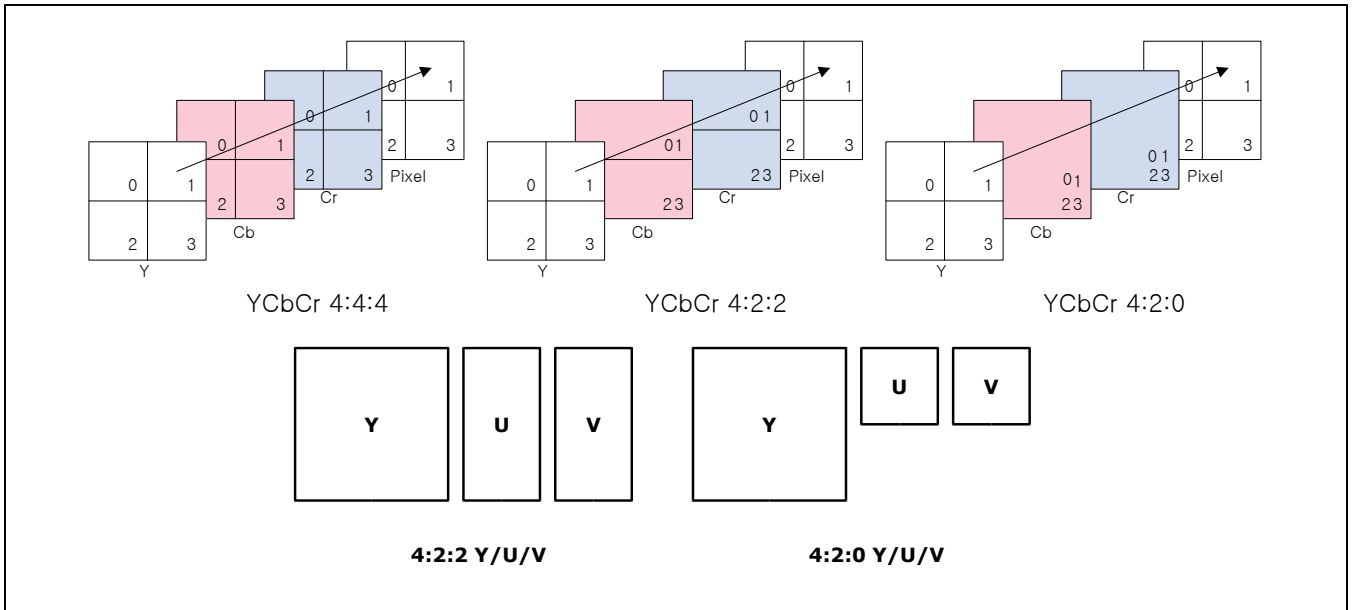 0 1 0 1 0 1
0 1 01 01
0 1 01 01
2 3 2 3 2 3
0 1 0 1 0 1
2 3 Pixel 23 Pixel 23 Pixel
01
2 3 23 23
Cr Cr Cr
Cb Cb Cb
2 3 2 3 2 3
Y Y Y
YCbCr 4:4:4 YCbCr 4:2:2 YCbCr 4:2:0
U V
Y U V Y
4:2:2 Y/U/V 4:2:0 Y/U/V